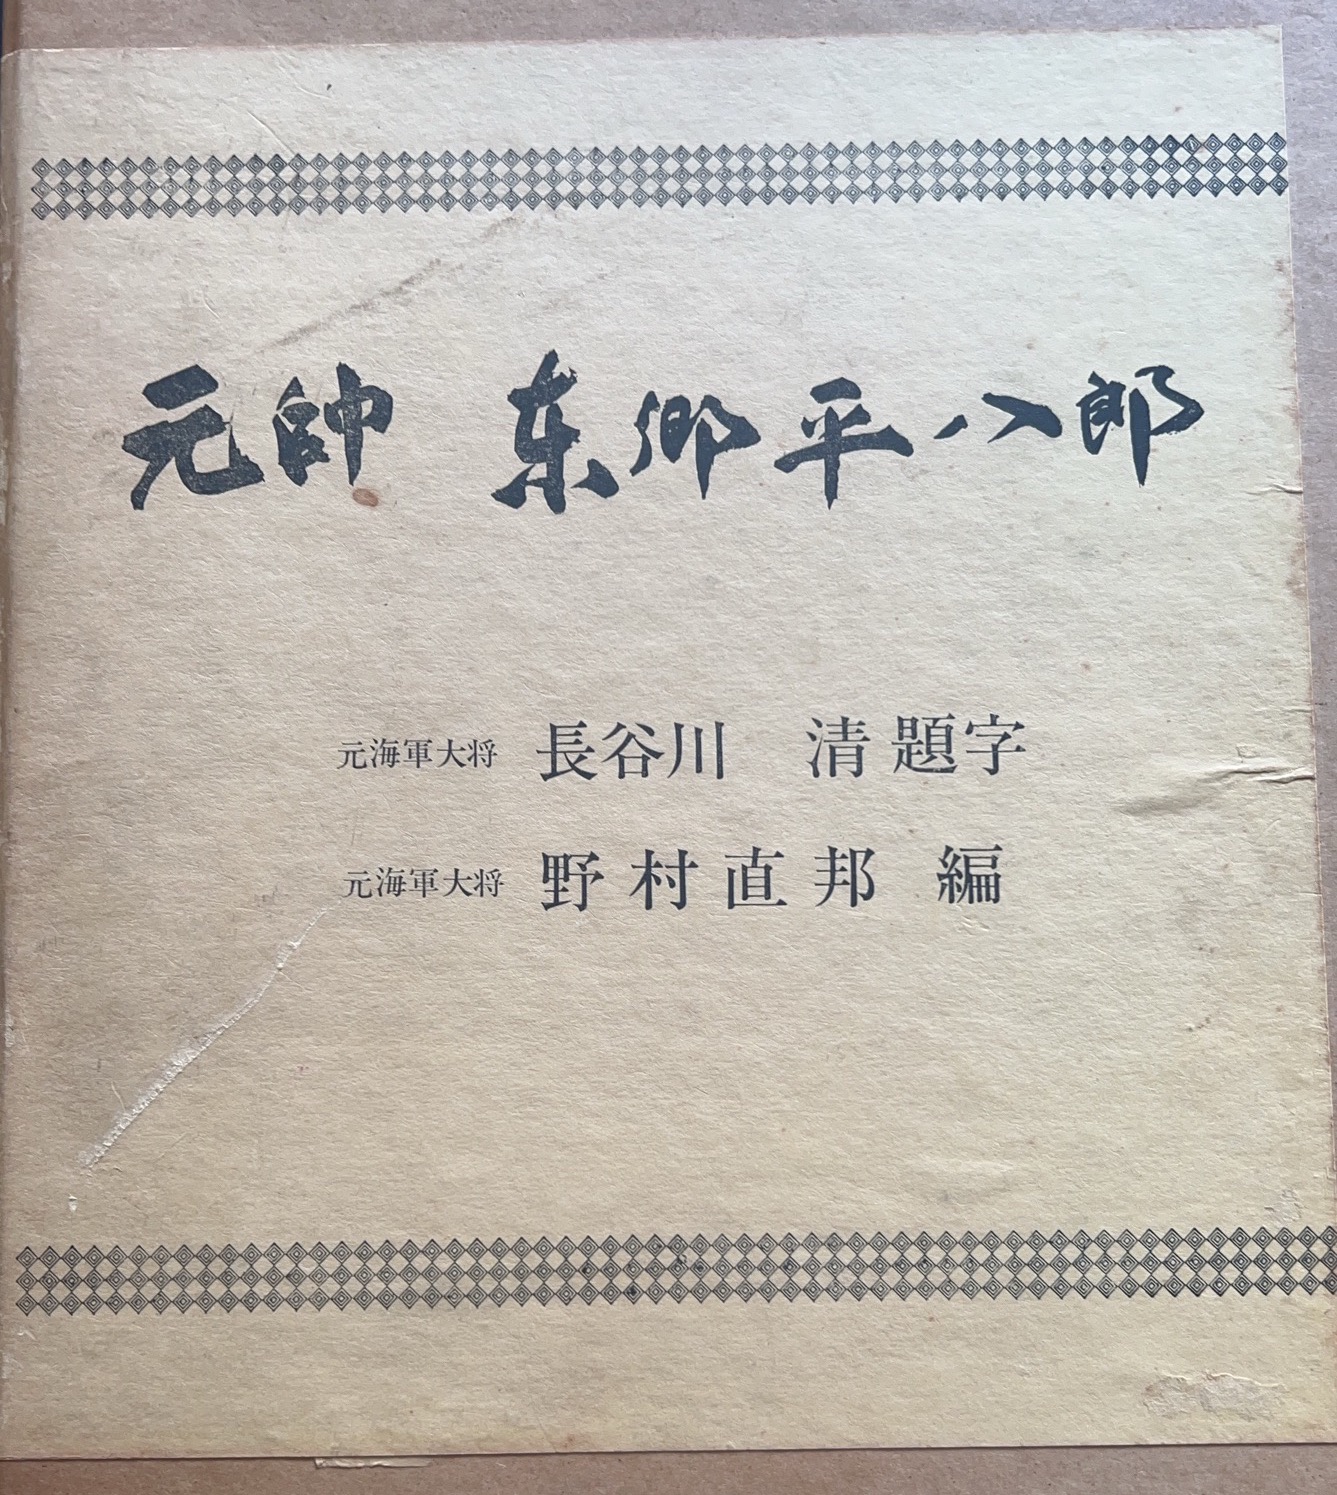 元帥 东郷平八郎
元海軍大将 長谷川 清 題字
元海軍大将 野村直邦 編